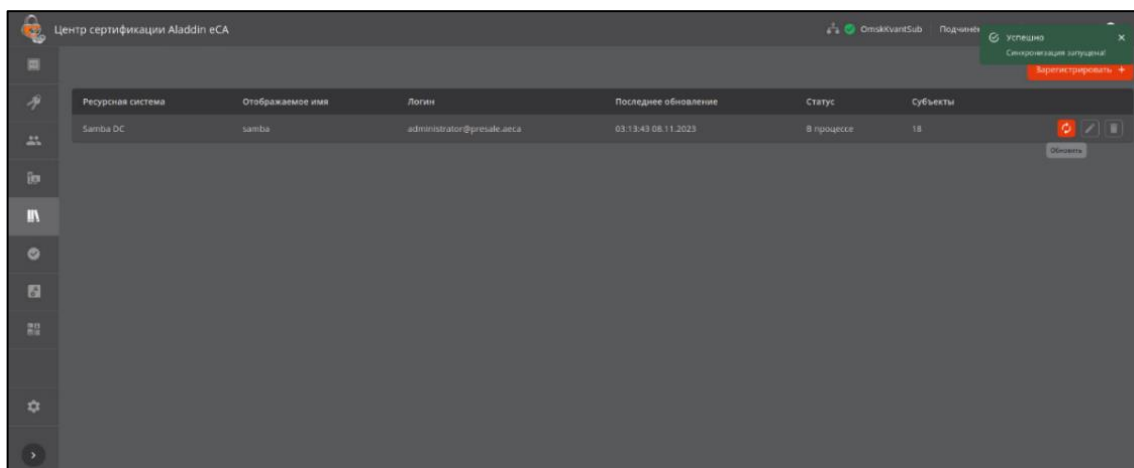 Центр сертификации Aladdin eCA
OmskKvantSub
Успешно
Синхронизация запущена!
Зарегистрировать +
Ресурсная система Отображаемое имя Логин Последнее обновление Статус Субъекты
Samba DC samba administrator@presale.aeca 03:13:43 08.11.2023 В процессе 18
Обновить